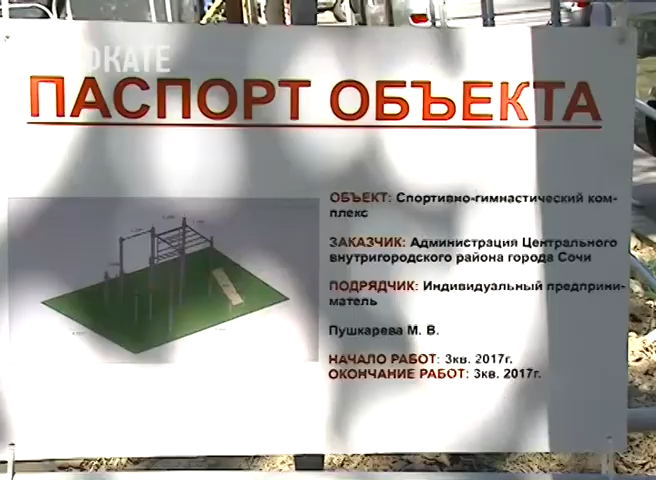 ФКАТЕ
ПАСПОРТ ОБЪЕКТА
ОБЪЕКТ: Спортивно-гимнастический ком-
плекс
ЗАКАЗЧИК: Администрация Центрального
внутригородского района города Сочи
ПОДРЯДЧИК: Индивидуальный предприни-
матель
Пушкарева М. В.
НАЧАЛО РАБОТ: 3кв. 2017г.
ОКОНЧАНИЕ РАБОТ: 3кв. 2017г.